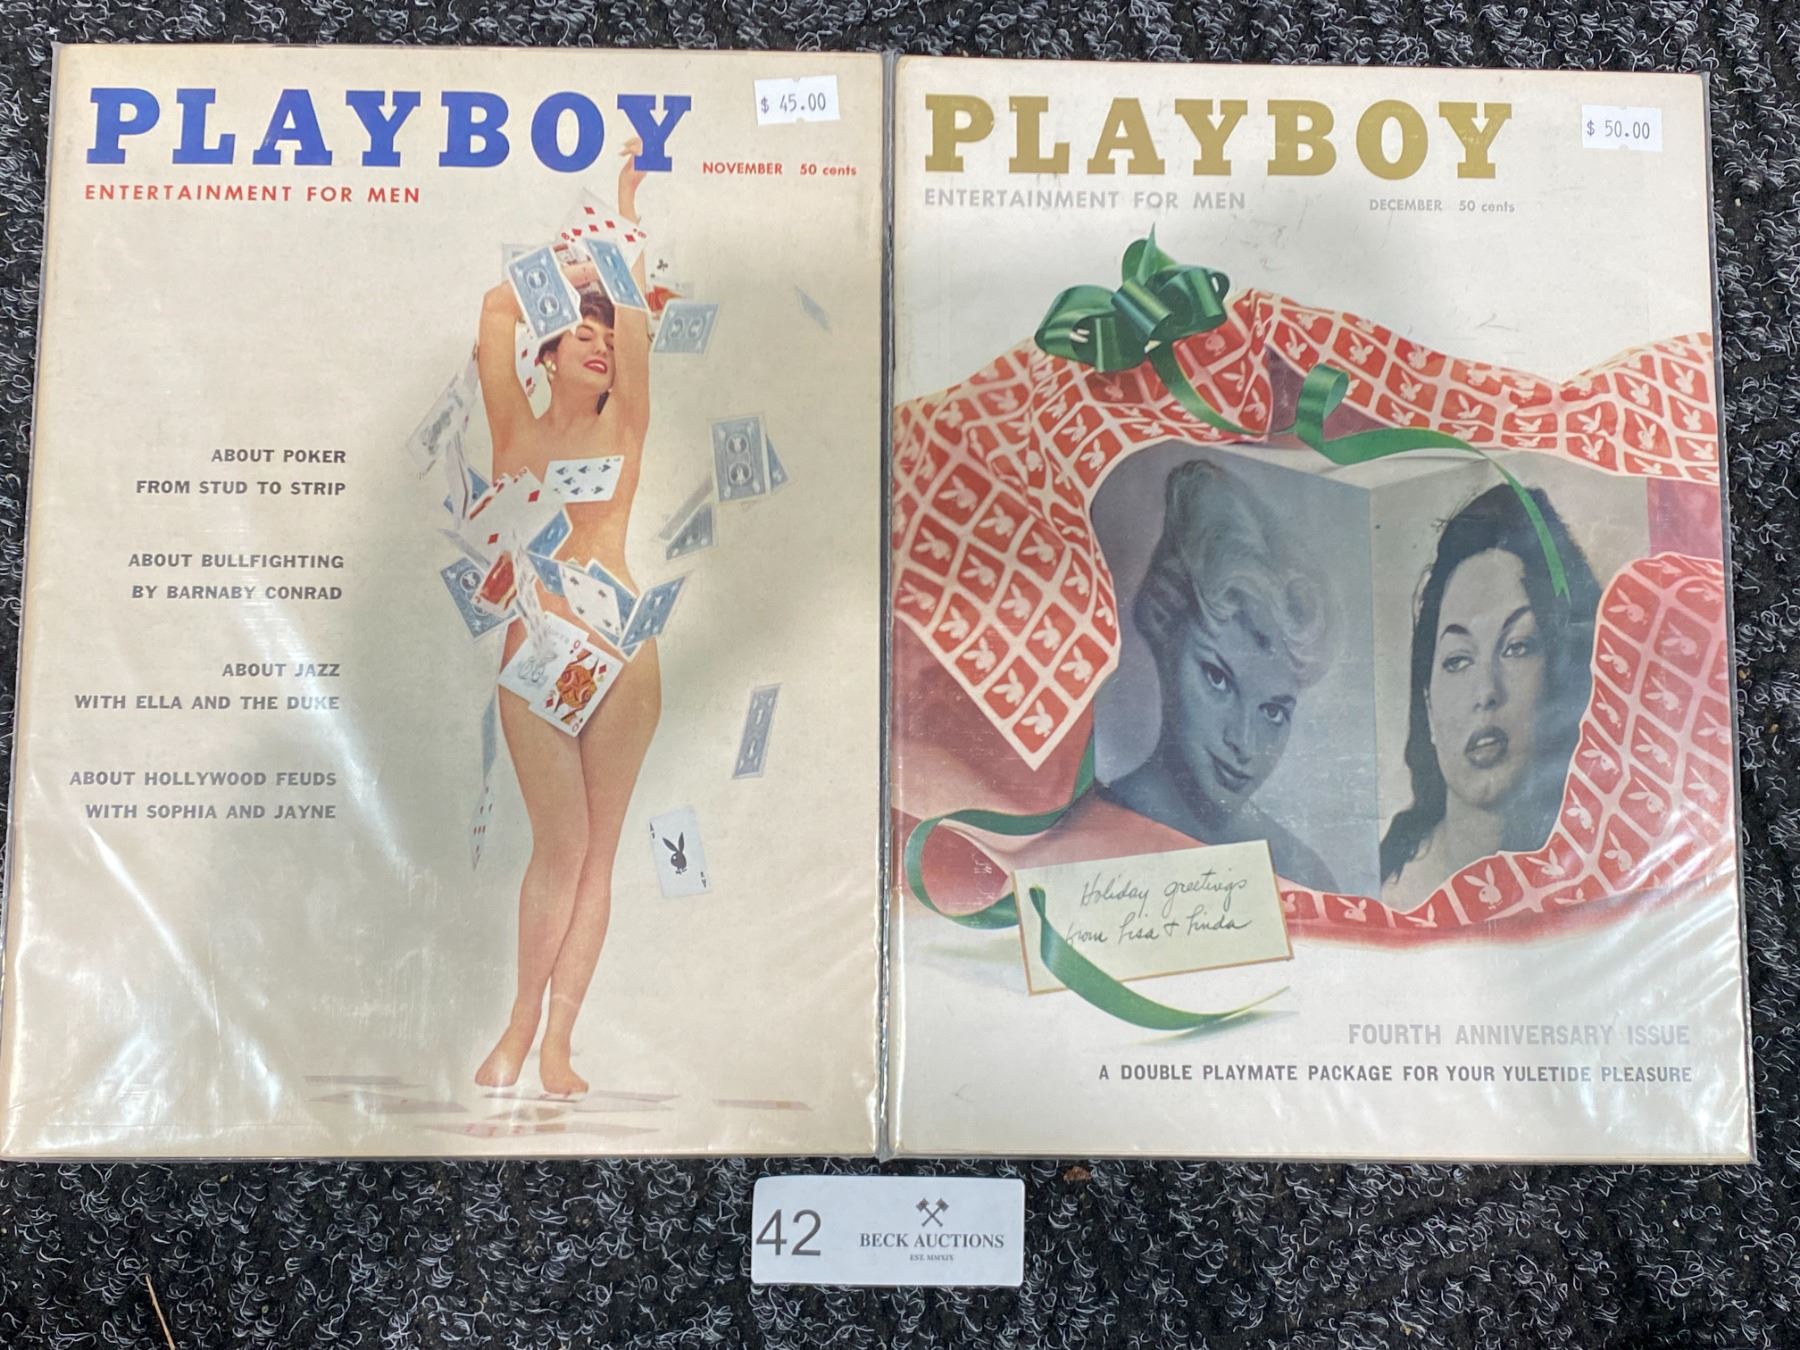 PLAYBOY
$ 45.00
NOVEMBER 50 cents
ENTERTAINMENT FOR MEN
ABOUT POKER
FROM STUD TO STRIP
ABOUT BULLFIGHTING
BY BARNABY CONRAD
ABOUT JAZZ
WITH ELLA AND THE DUKE
ABOUT HOLLYWOOD FEUDS
WITH SOPHIA AND JAYNE
PLAYBOY
$ 50.00
ENTERTAINMENT FOR MEN
DECEMBER 50 cents
Holiday greetings
from Lisa & Linda
FOURTH ANNIVERSARY ISSUE
A DOUBLE PLAYMATE PACKAGE FOR YOUR YULETIDE PLEASURE
42
BECK AUCTIONS
EST. MMXIX